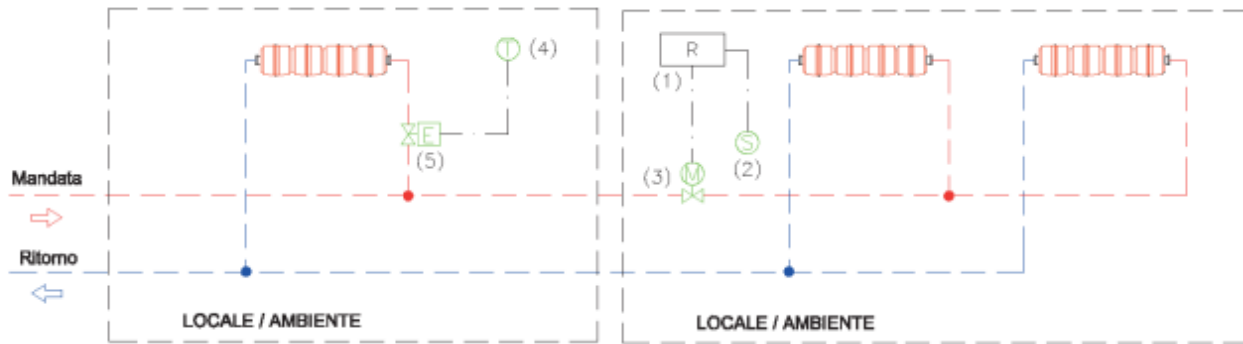 T (4)
R
(1)
E
(5)
S
(2)
(3) M
Mandata
Ritorno
LOCALE / AMBIENTE
LOCALE / AMBIENTE